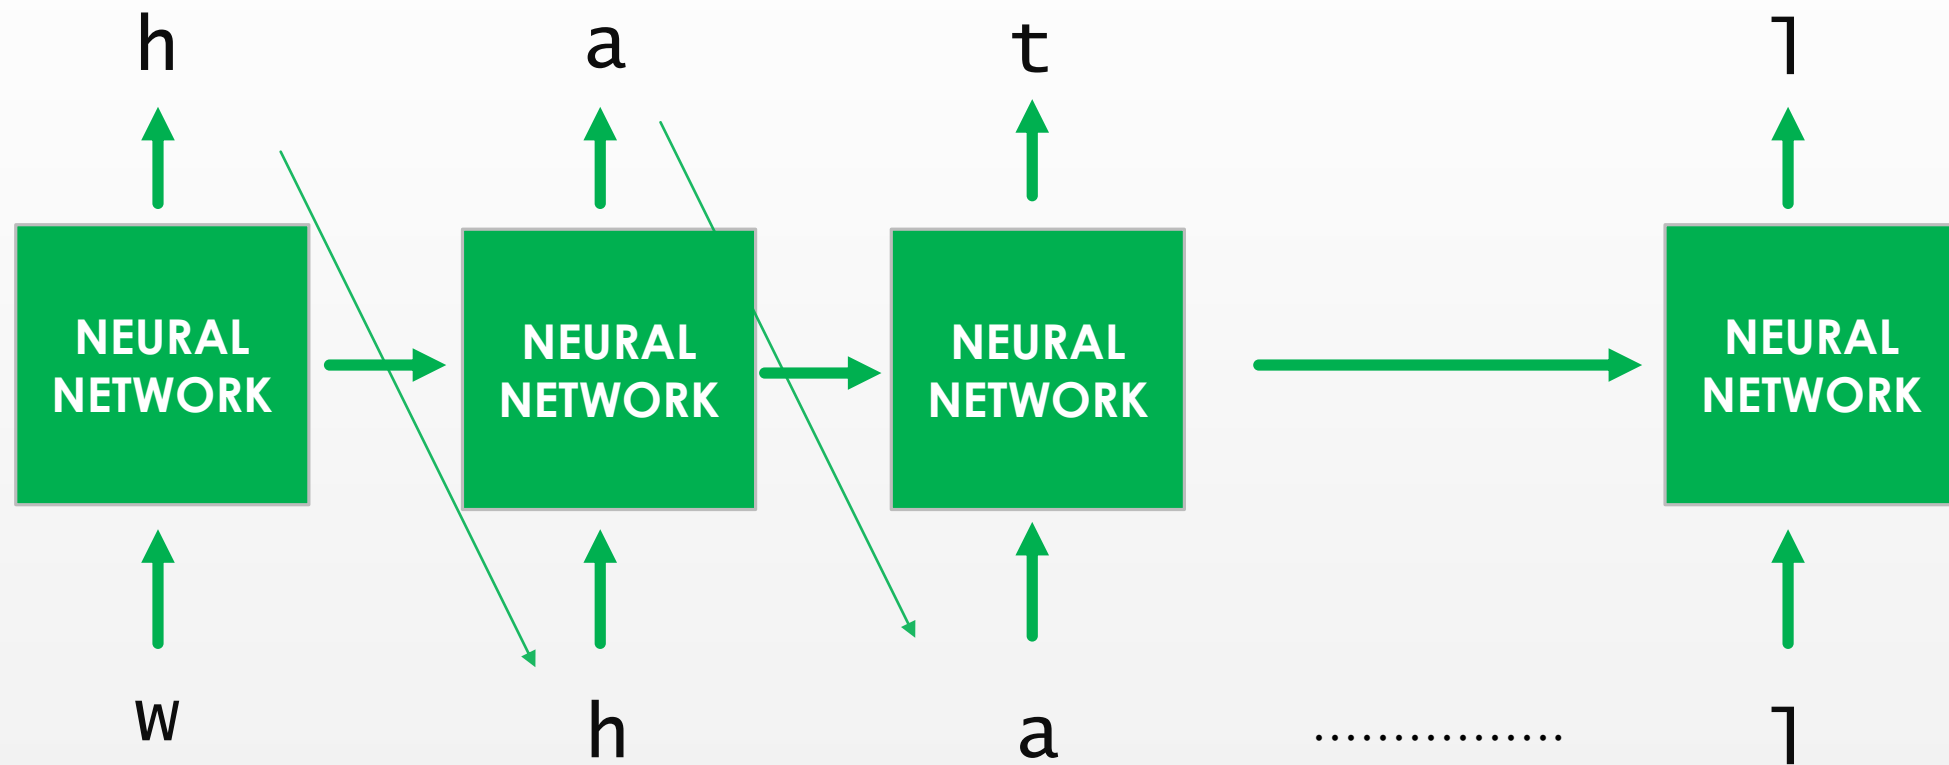 h a t l
NEURAL NEURAL NEURAL NEURAL
NETWORK NETWORK NETWORK NETWORK
w h a ................ l